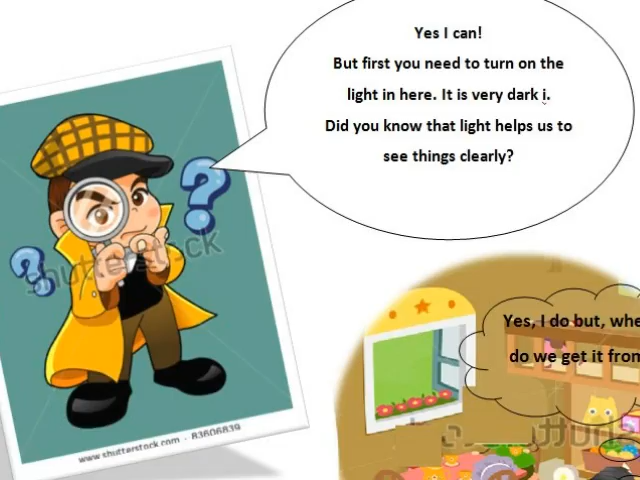 Yes I can!
But first you need to turn on the
light in here. It is very dark i.
Did you know that light helps us to
see things clearly?
Yes, I do but, whe
do we get it from
shutterstock
www.shutterstock.com · 83606839